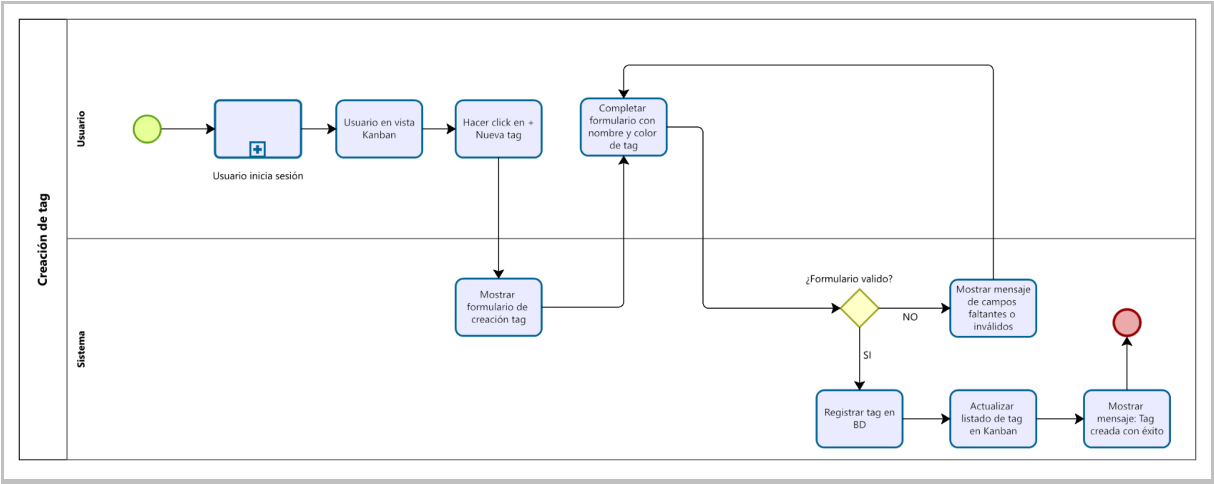 Creación de tag
Usuario
Usuario inicia sesión
Usuario en vista
Kanban
Hacer click en +
Nueva tag
Completar
formulario con
nombre y color
de tag
Sistema
Mostrar
formulario de
creación tag
¿Formulario valido?
NO
SI
Mostrar mensaje
de campos
faltantes o
inválidos
Registrar tag en
BD
Actualizar
listado de tag
en Kanban
Mostrar
mensaje: Tag
creada con éxito